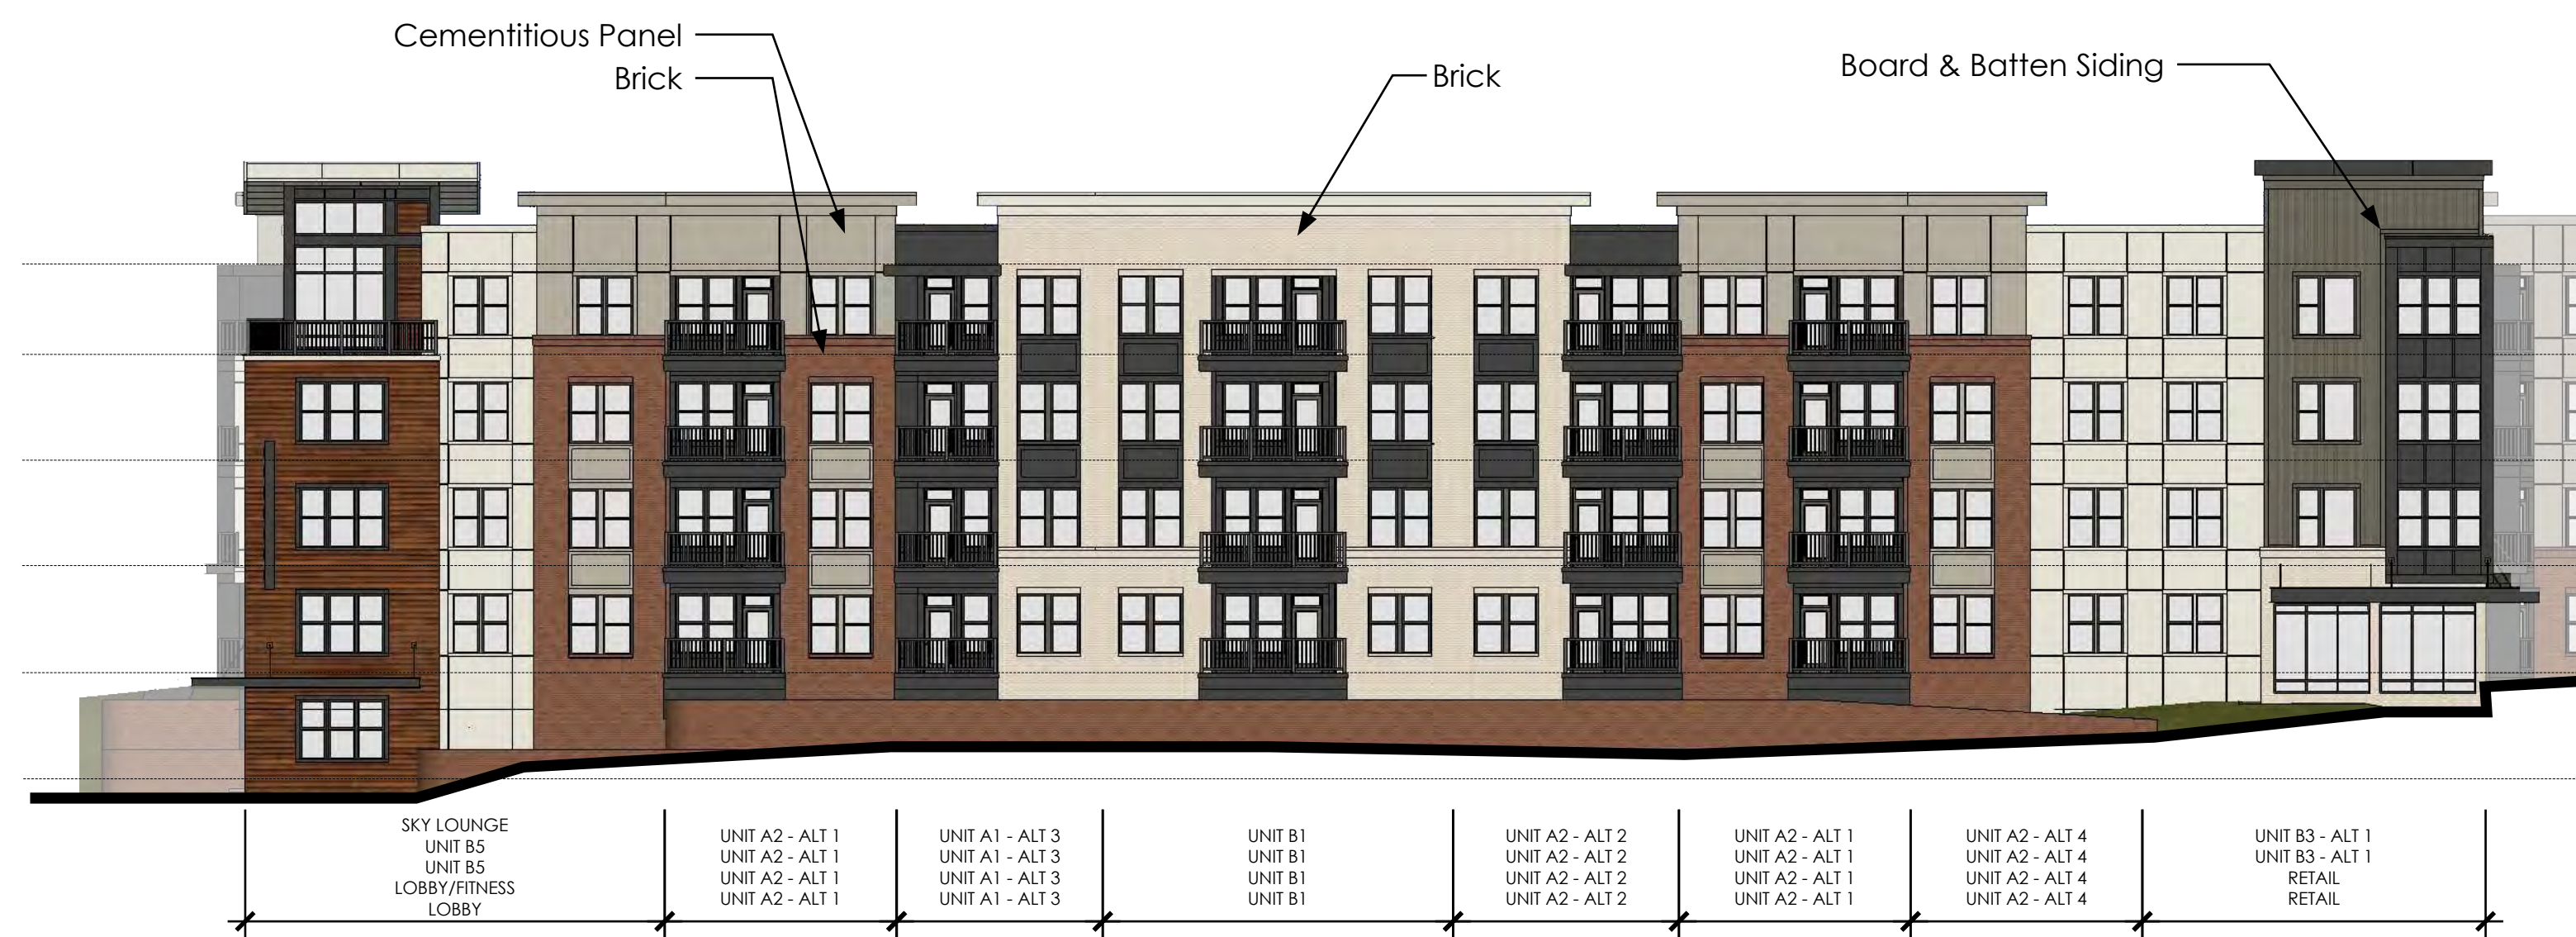 Cementitious Panel
Brick
Brick
Board & Batten Siding
SKY LOUNGE
UNIT B5
UNIT B5
LOBBY/FITNESS
LOBBY
UNIT A2 - ALT 1
UNIT A2 - ALT 1
UNIT A2 - ALT 1
UNIT A2 - ALT 1
UNIT A1 - ALT 3
UNIT A1 - ALT 3
UNIT A1 - ALT 3
UNIT A1 - ALT 3
UNIT B1
UNIT B1
UNIT B1
UNIT B1
UNIT A2 - ALT 2
UNIT A2 - ALT 2
UNIT A2 - ALT 2
UNIT A2 - ALT 2
UNIT A2 - ALT 1
UNIT A2 - ALT 1
UNIT A2 - ALT 1
UNIT A2 - ALT 1
UNIT A2 - ALT 4
UNIT A2 - ALT 4
UNIT A2 - ALT 4
UNIT A2 - ALT 4
UNIT B3 - ALT 1
UNIT B3 - ALT 1
RETAIL
RETAIL